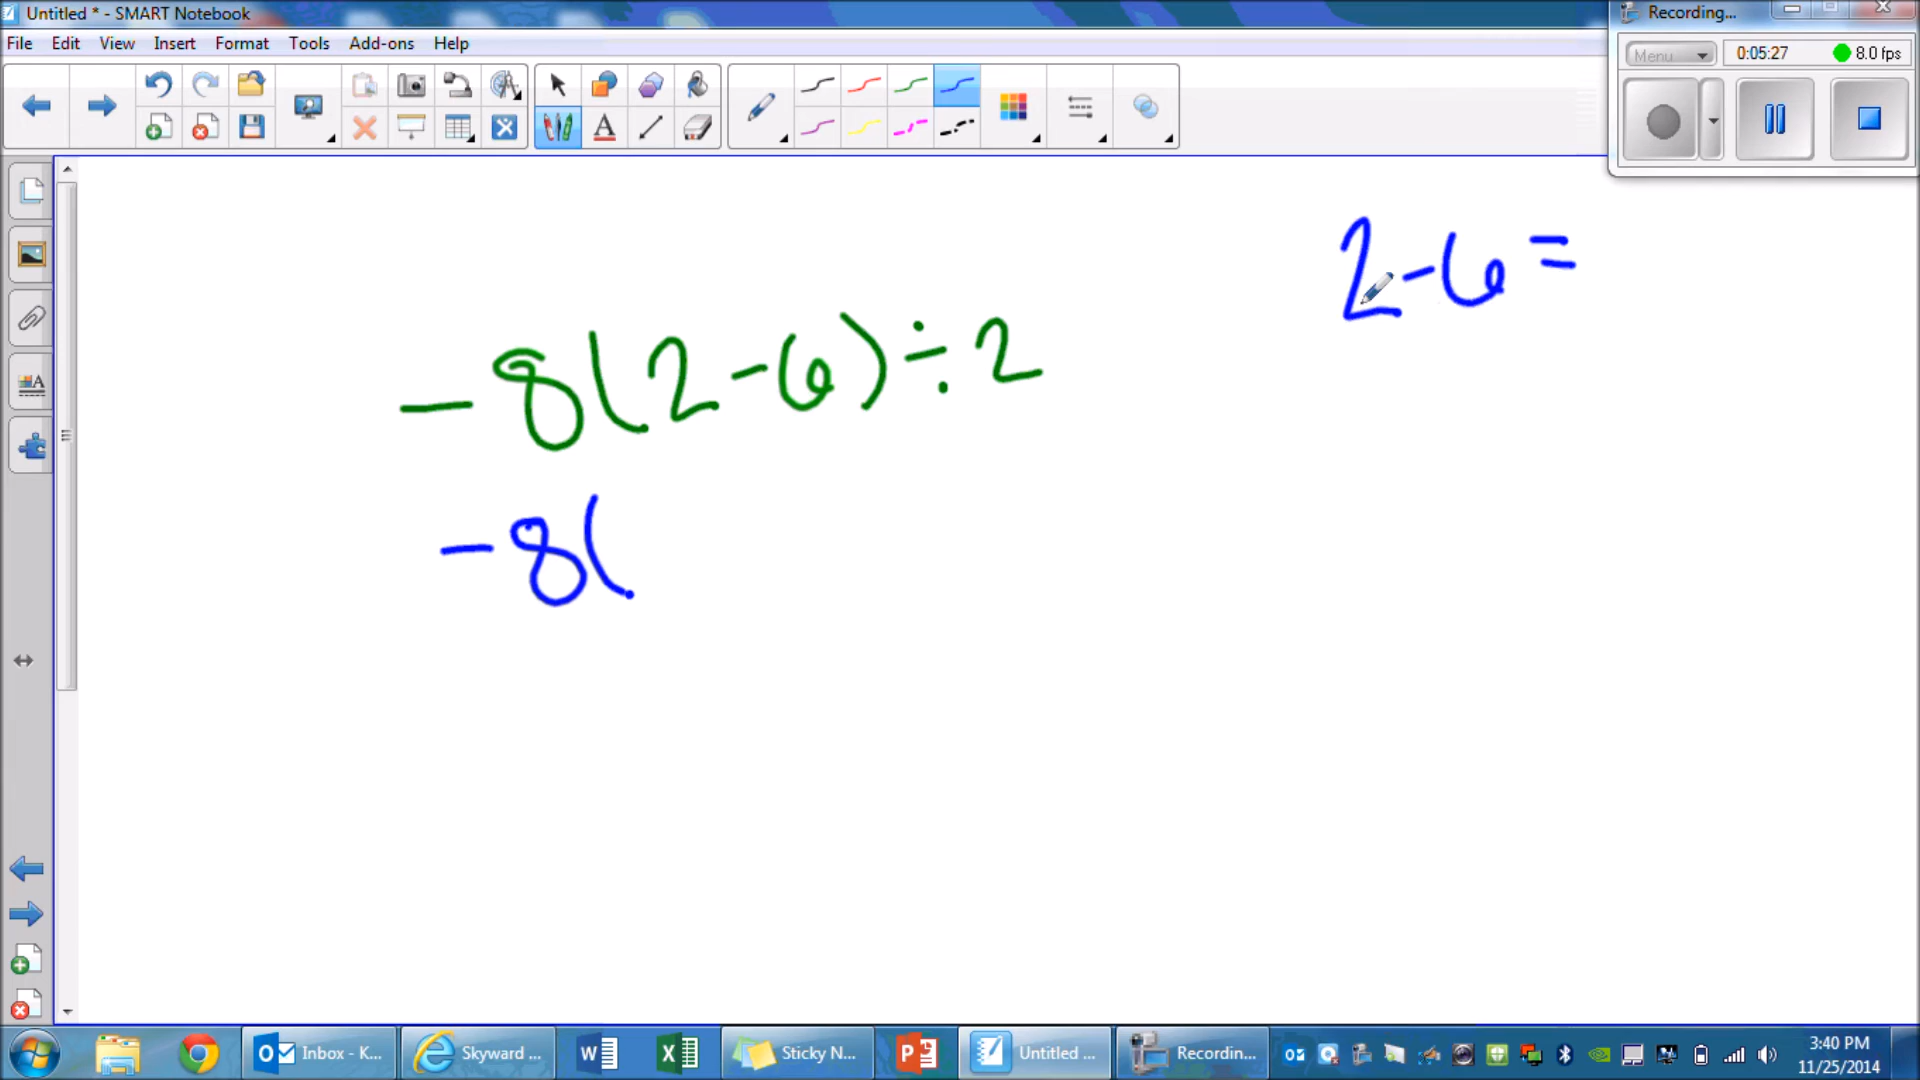 Untitled * - SMART Notebook
Recording...
File Edit View Insert Format Tools Add-ons Help
Menu 0:05:27 8.0 fps
2-6=
-8(2-6)÷2
-8(
Inbox - K... Skyward ... Sticky N... Untitled ... Recordin...
3:40 PM
11/25/2014